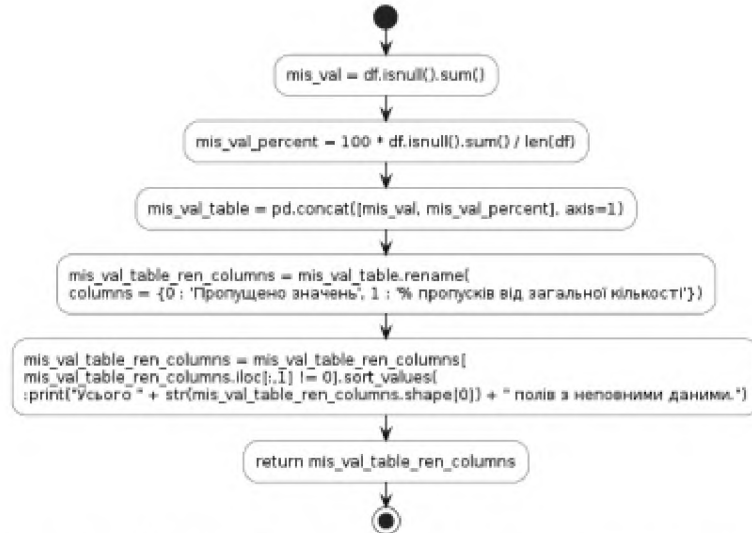 mis_val = df.isnull().sum()
mis_val_percent = 100 * df.isnull().sum() / len(df)
mis_val_table = pd.concat([mis_val, mis_val_percent], axis=1)
mis_val_table_ren_columns = mis_val_table.rename(
columns = {0 : 'Пропущено значень', 1 : '% пропусків від загальної кількості'})
mis_val_table_ren_columns = mis_val_table_ren_columns[
mis_val_table_ren_columns.iloc[:,1] != 0].sort_values(
:print("Усього " + str(mis_val_table_ren_columns.shape[0]) + " полів з неповними даними.")
return mis_val_table_ren_columns